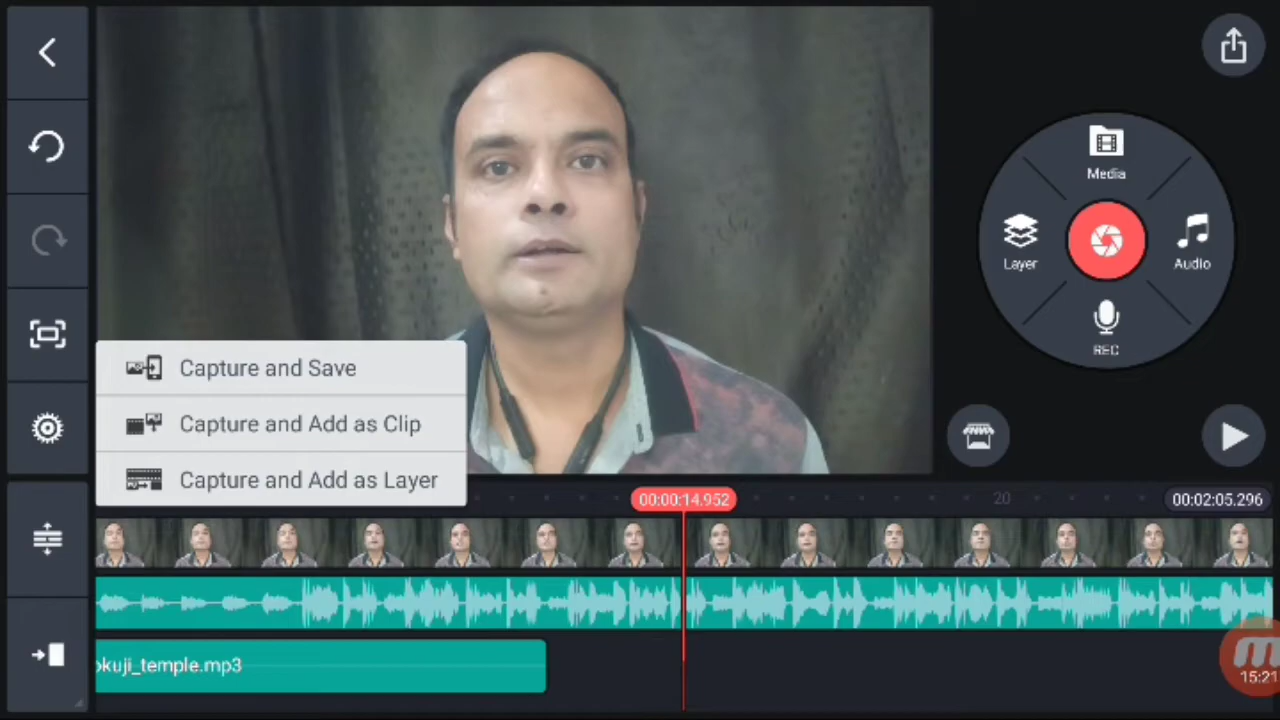 Media
Layer
Audio
REC
Capture and Save
Capture and Add as Clip
Capture and Add as Layer
00:00:14.952
20
00:02:05.296
okuji_temple.mp3
15:21